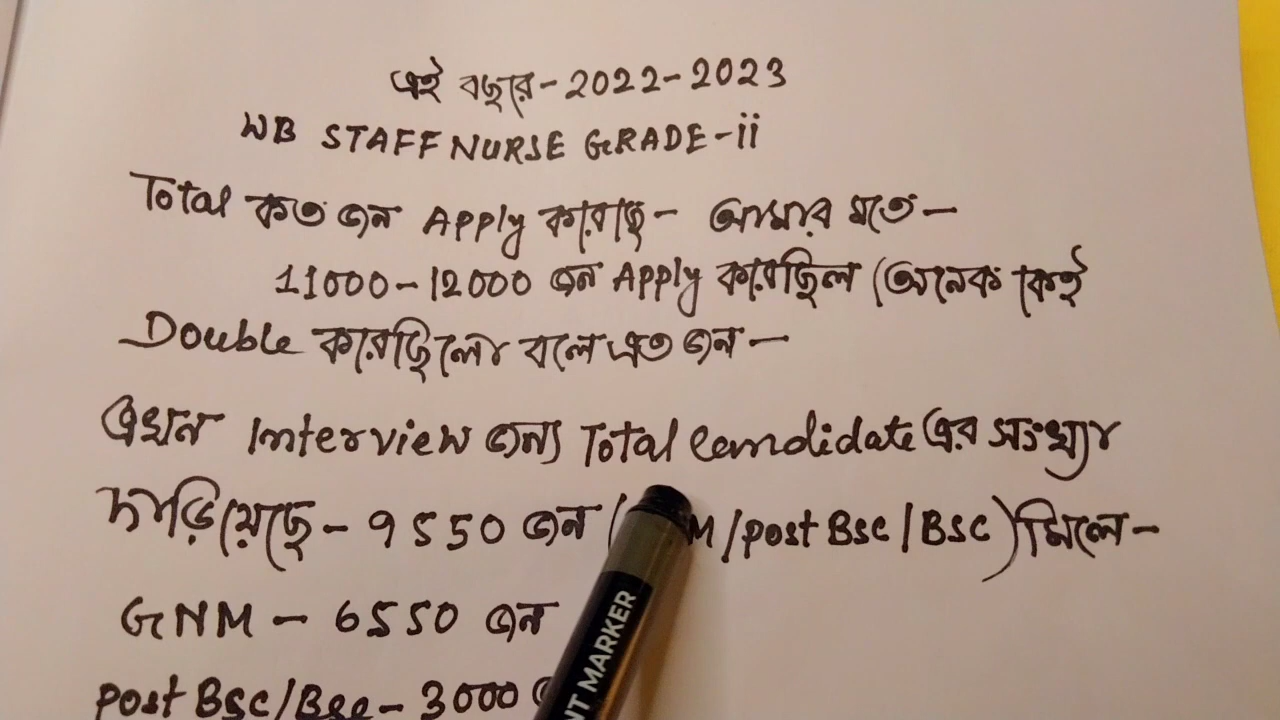 এই বছরে-2022-2023
WB STAFF NURSE GRADE-ii
Total কত জন Apply করেছে- আমার মতে-
11000-12000 জন Apply করেছিল (অনেক কেই
Double করেছিলো বলে এত জন-
এখন Interview জন্য Total Candidate এর সংখ্যা
দাড়িয়েছে- 9550 জন ( M/post Bsc/BSC) মিলে-
GNM - 6550 জন
post BSC/BSC- 3000
NT MARKER